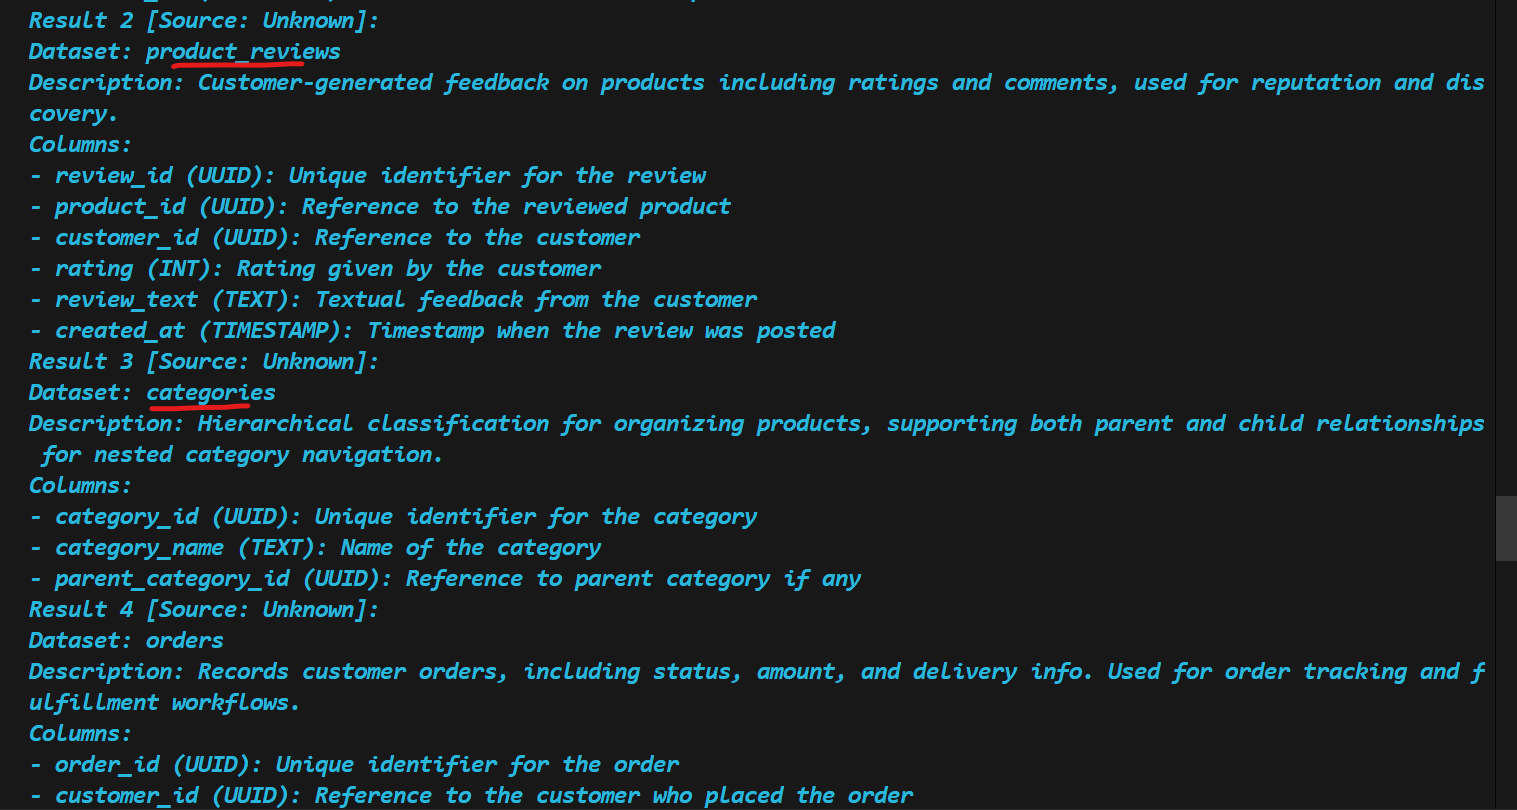 Result 2 [Source: Unknown]:
Dataset: product_reviews
Description: Customer-generated feedback on products including ratings and comments, used for reputation and dis
covery.
Columns:
- review_id (UUID): Unique identifier for the review
- product_id (UUID): Reference to the reviewed product
- customer_id (UUID): Reference to the customer
- rating (INT): Rating given by the customer
- review_text (TEXT): Textual feedback from the customer
- created_at (TIMESTAMP): Timestamp when the review was posted
Result 3 [Source: Unknown]:
Dataset: categories
Description: Hierarchical classification for organizing products, supporting both parent and child relationships
 for nested category navigation.
Columns:
- category_id (UUID): Unique identifier for the category
- category_name (TEXT): Name of the category
- parent_category_id (UUID): Reference to parent category if any
Result 4 [Source: Unknown]:
Dataset: orders
Description: Records customer orders, including status, amount, and delivery info. Used for order tracking and f
ulfillment workflows.
Columns:
- order_id (UUID): Unique identifier for the order
- customer_id (UUID): Reference to the customer who placed the order